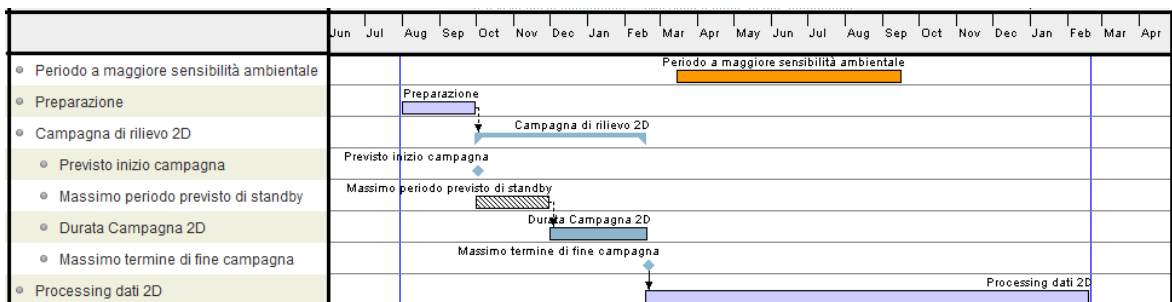 Jun Jul Aug Sep Oct Nov Dec Jan Feb Mar Apr May Jun Jul Aug Sep Oct Nov Dec Jan Feb Mar Apr
Periodo a maggiore sensibilità ambientale
Periodo a maggiore sensibilità ambientale
Preparazione
Preparazione
Campagna di rilievo 2D
Campagna di rilievo 2D
Previsto inizio campagna
Previsto inizio campagna
Massimo periodo previsto di standby
Massimo periodo previsto di standby
Durata Campagna 2D
Durata Campagna 2D
Massimo termine di fine campagna
Massimo termine di fine campagna
Processing dati 2D
Processing dati 2D